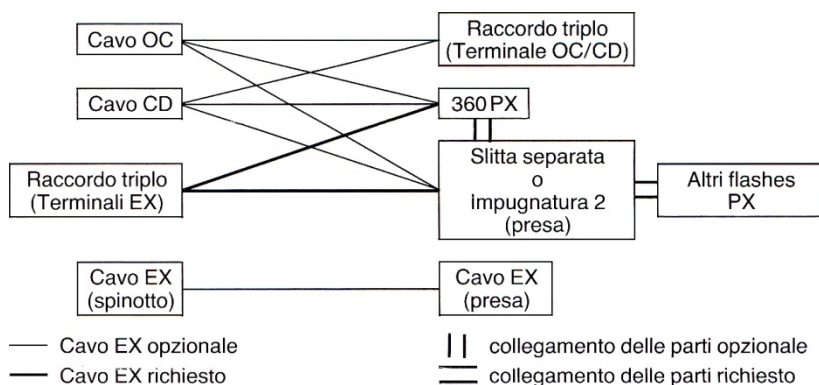 Cavo OC
Raccordo triplo
(Terminale OC/CD)
Cavo CD
360 PX
Raccordo triplo
(Terminali EX)
Slitta separata
o
impugnatura 2
(presa)
Altri flashes
PX
Cavo EX
(spinotto)
Cavo EX
(presa)
Cavo EX opzionale
collegamento delle parti opzionale
Cavo EX richiesto
collegamento delle parti richiesto